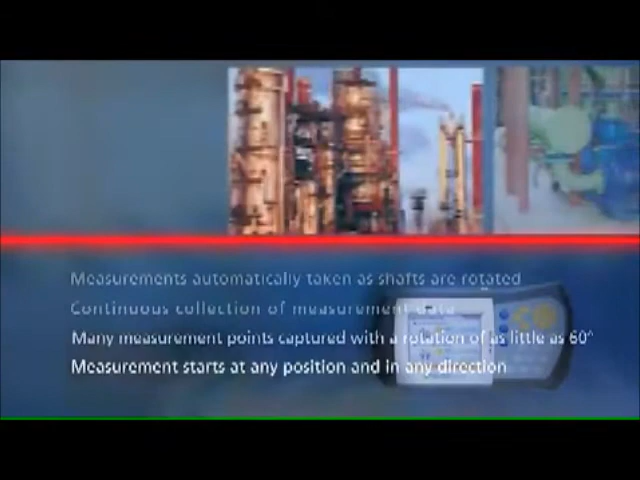 Measurements automatically taken as shafts are rotated
Continuous collection of measurement data
Many measurement points captured with a rotation of as little as 60°
Measurement starts at any position and in any direction